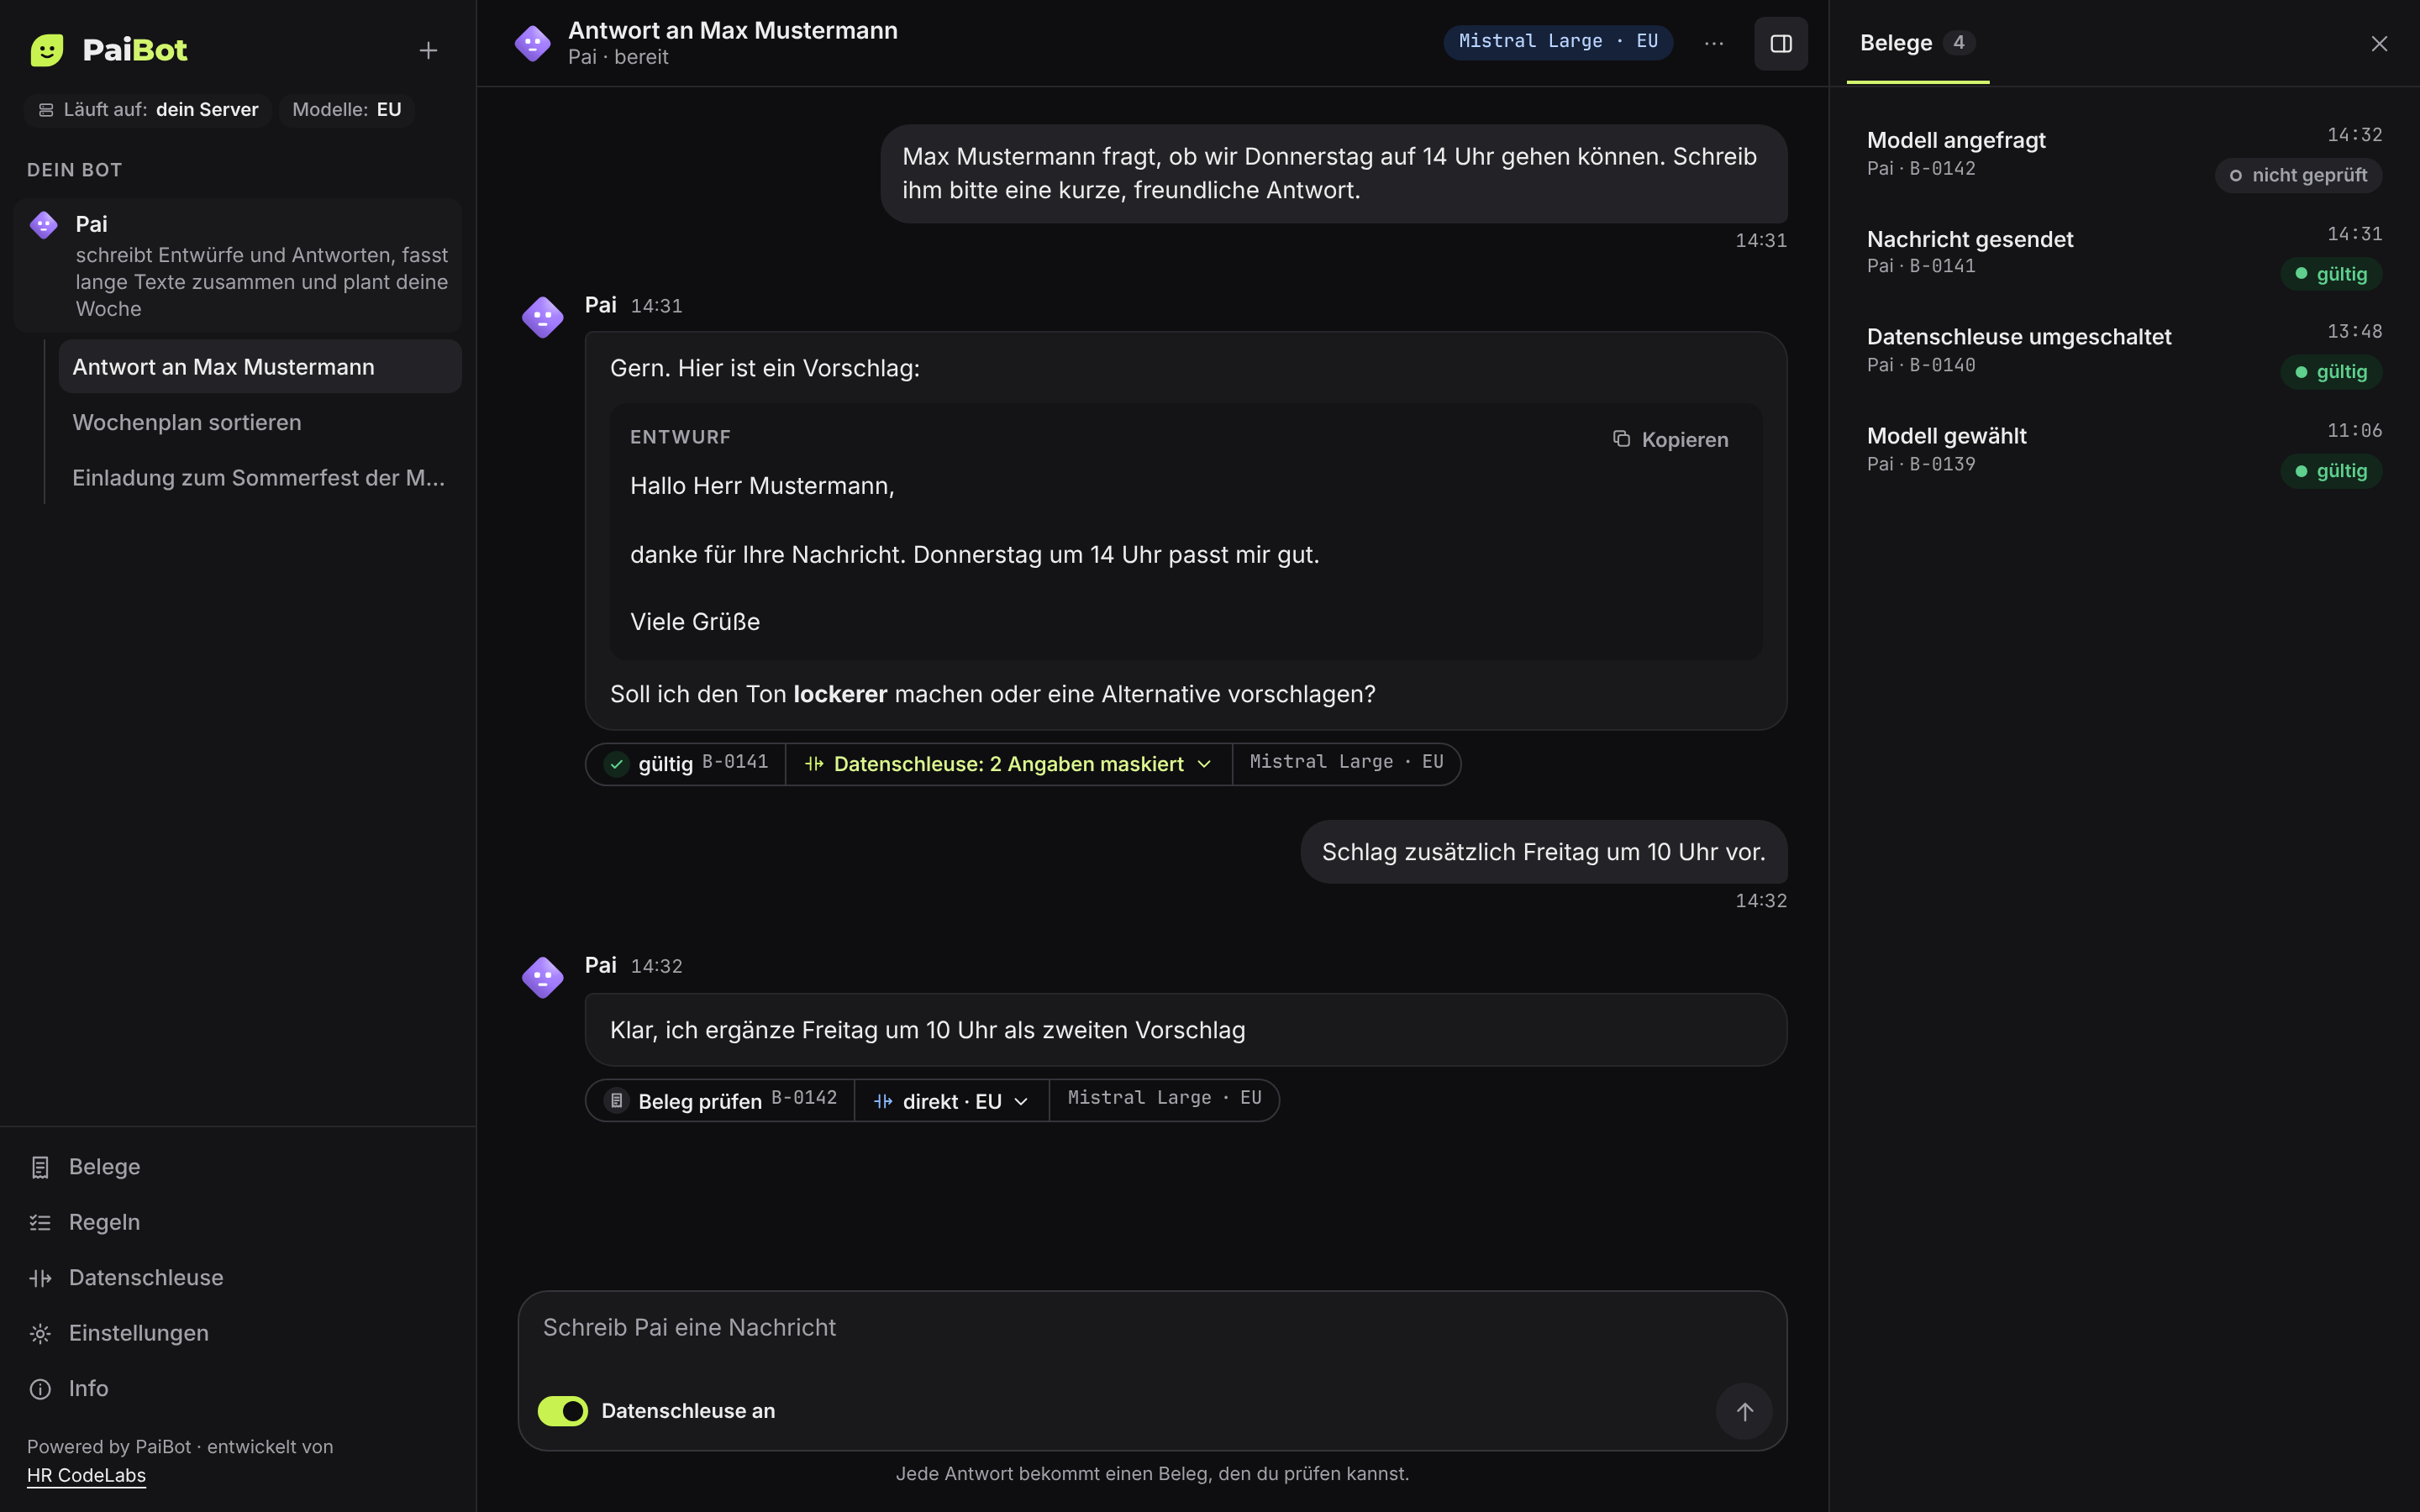 PaiBot
Läuft auf: dein Server
Modelle: EU
DEIN BOT
Pai
schreibt Entwürfe und Antworten, fasst
lange Texte zusammen und plant deine
Woche
Antwort an Max Mustermann
Wochenplan sortieren
Einladung zum Sommerfest der M...
Belege
Regeln
Datenschleuse
Einstellungen
Info
Powered by PaiBot · entwickelt von
HR CodeLabs
Antwort an Max Mustermann
Pai · bereit
Mistral Large · EU
Max Mustermann fragt, ob wir Donnerstag auf 14 Uhr gehen können. Schreib
ihm bitte eine kurze, freundliche Antwort.
14:31
Pai 14:31
Gern. Hier ist ein Vorschlag:
ENTWURF
Kopieren
Hallo Herr Mustermann,
danke für Ihre Nachricht. Donnerstag um 14 Uhr passt mir gut.
Viele Grüße
Soll ich den Ton lockerer machen oder eine Alternative vorschlagen?
gültig B-0141
Datenschleuse: 2 Angaben maskiert
Mistral Large · EU
Schlag zusätzlich Freitag um 10 Uhr vor.
14:32
Pai 14:32
Klar, ich ergänze Freitag um 10 Uhr als zweiten Vorschlag
Beleg prüfen B-0142
direkt · EU
Mistral Large · EU
Schreib Pai eine Nachricht
Datenschleuse an
Jede Antwort bekommt einen Beleg, den du prüfen kannst.
Belege 4
Modell angefragt
14:32
Pai · B-0142
nicht geprüft
Nachricht gesendet
14:31
Pai · B-0141
gültig
Datenschleuse umgeschaltet
13:48
Pai · B-0140
gültig
Modell gewählt
11:06
Pai · B-0139
gültig